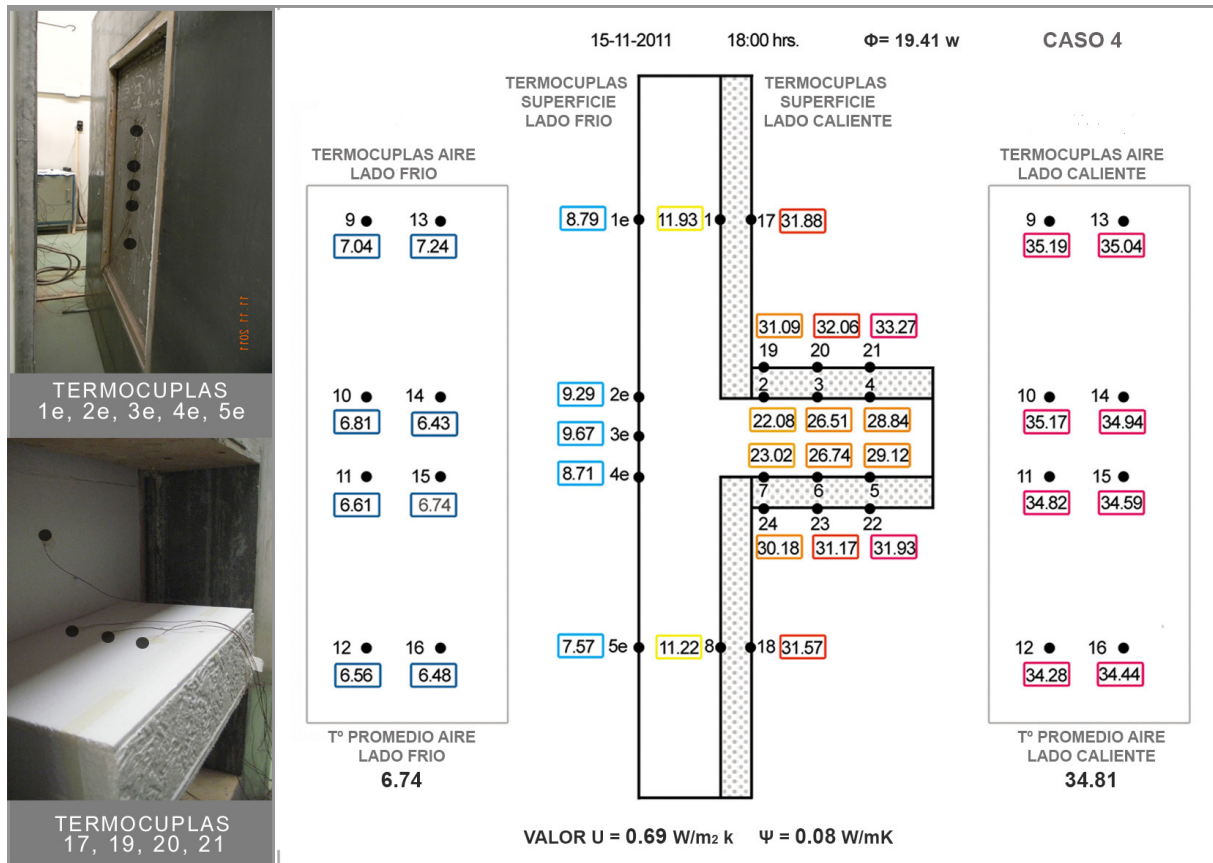 15-11-2011 18:00 hrs. Φ= 19.41 w CASO 4
TERMOCUPLAS
SUPERFICIE
LADO FRIO
TERMOCUPLAS
SUPERFICIE
LADO CALIENTE
TERMOCUPLAS AIRE
LADO FRIO
9 13
7.04 7.24
10 14
6.81 6.43
11 15
6.61 6.74
12 16
6.56 6.48
Tº PROMEDIO AIRE
LADO FRIO
6.74
8.79 1e 11.93 1 17 31.88
31.09 32.06 33.27
19 20 21
9.29 2e 2 3 4
22.08 26.51 28.84
9.67 3e
23.02 26.74 29.12
8.71 4e
7 6 5
24 23 22
30.18 31.17 31.93
7.57 5e 11.22 8 18 31.57
TERMOCUPLAS AIRE
LADO CALIENTE
9 13
35.19 35.04
10 14
35.17 34.94
11 15
34.82 34.59
12 16
34.28 34.44
Tº PROMEDIO AIRE
LADO CALIENTE
34.81
VALOR U = 0.69 W/m2 k Ψ = 0.08 W/mK
11 11 2011
TERMOCUPLAS
1e, 2e, 3e, 4e, 5e
TERMOCUPLAS
17, 19, 20, 21